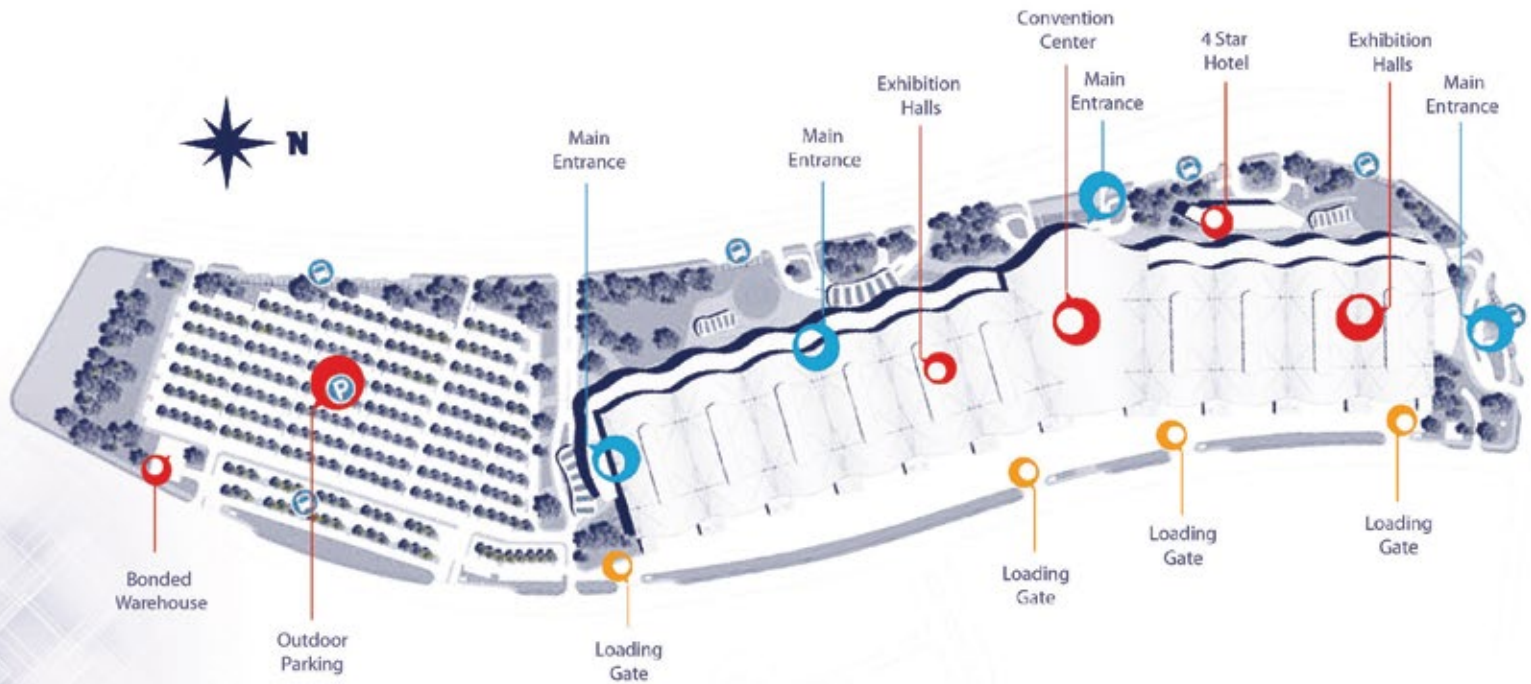 Convention
Center
4 Star
Hotel
Exhibition
Halls
Main
Entrance
Exhibition
Halls
Main
Entrance
Main
Entrance
Main
Entrance
N
P
Bonded
Warehouse
Outdoor
Parking
Loading
Gate
Loading
Gate
Loading
Gate
Loading
Gate